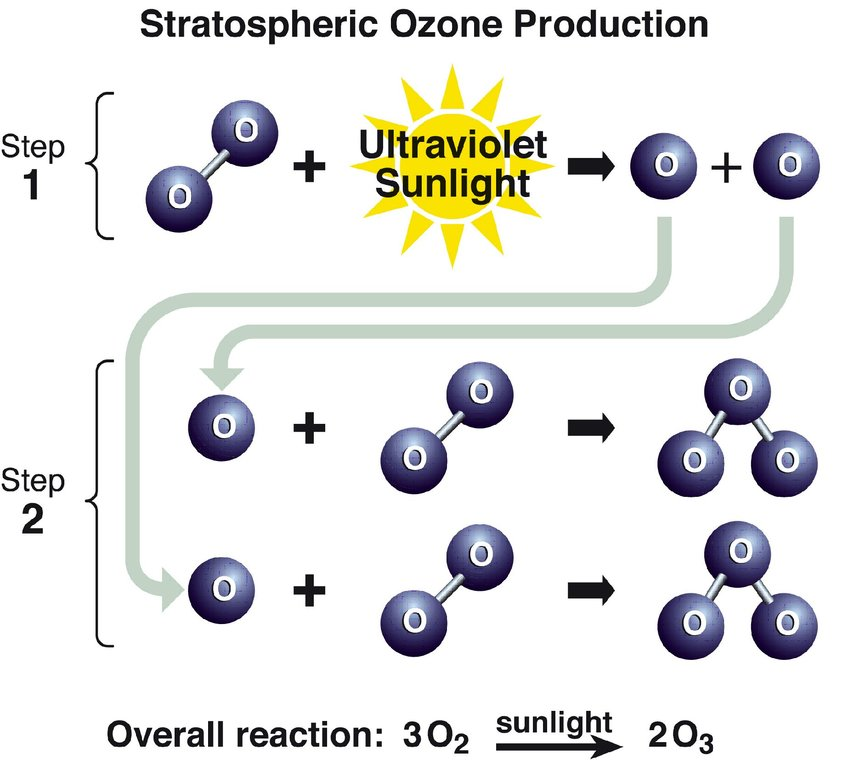 Stratospheric Ozone Production
Step
1
O
O
+
Ultraviolet
Sunlight
O
+
O
Step
2
O
+
O
O
O
O
O
O
+
O
O
O
O
O
Overall reaction: 3O₂ sunlight 2O₃